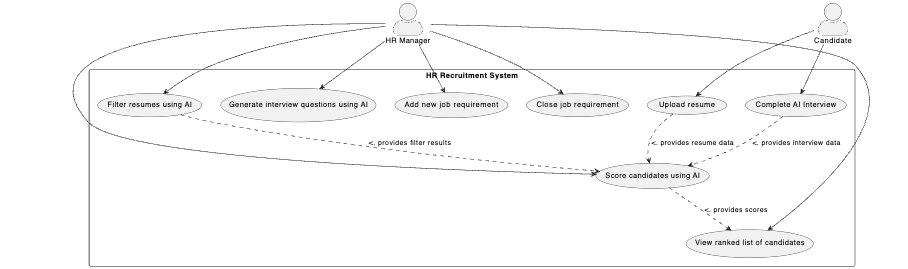 HR Manager
Candidate
HR Recruitment System
Filter resumes using AI
Generate interview questions using AI
Add new job requirement
Close job requirement
Upload resume
Complete AI Interview
<- provides filter results
<- provides resume data
<- provides interview data
Score candidates using AI
<- provides scores
View ranked list of candidates